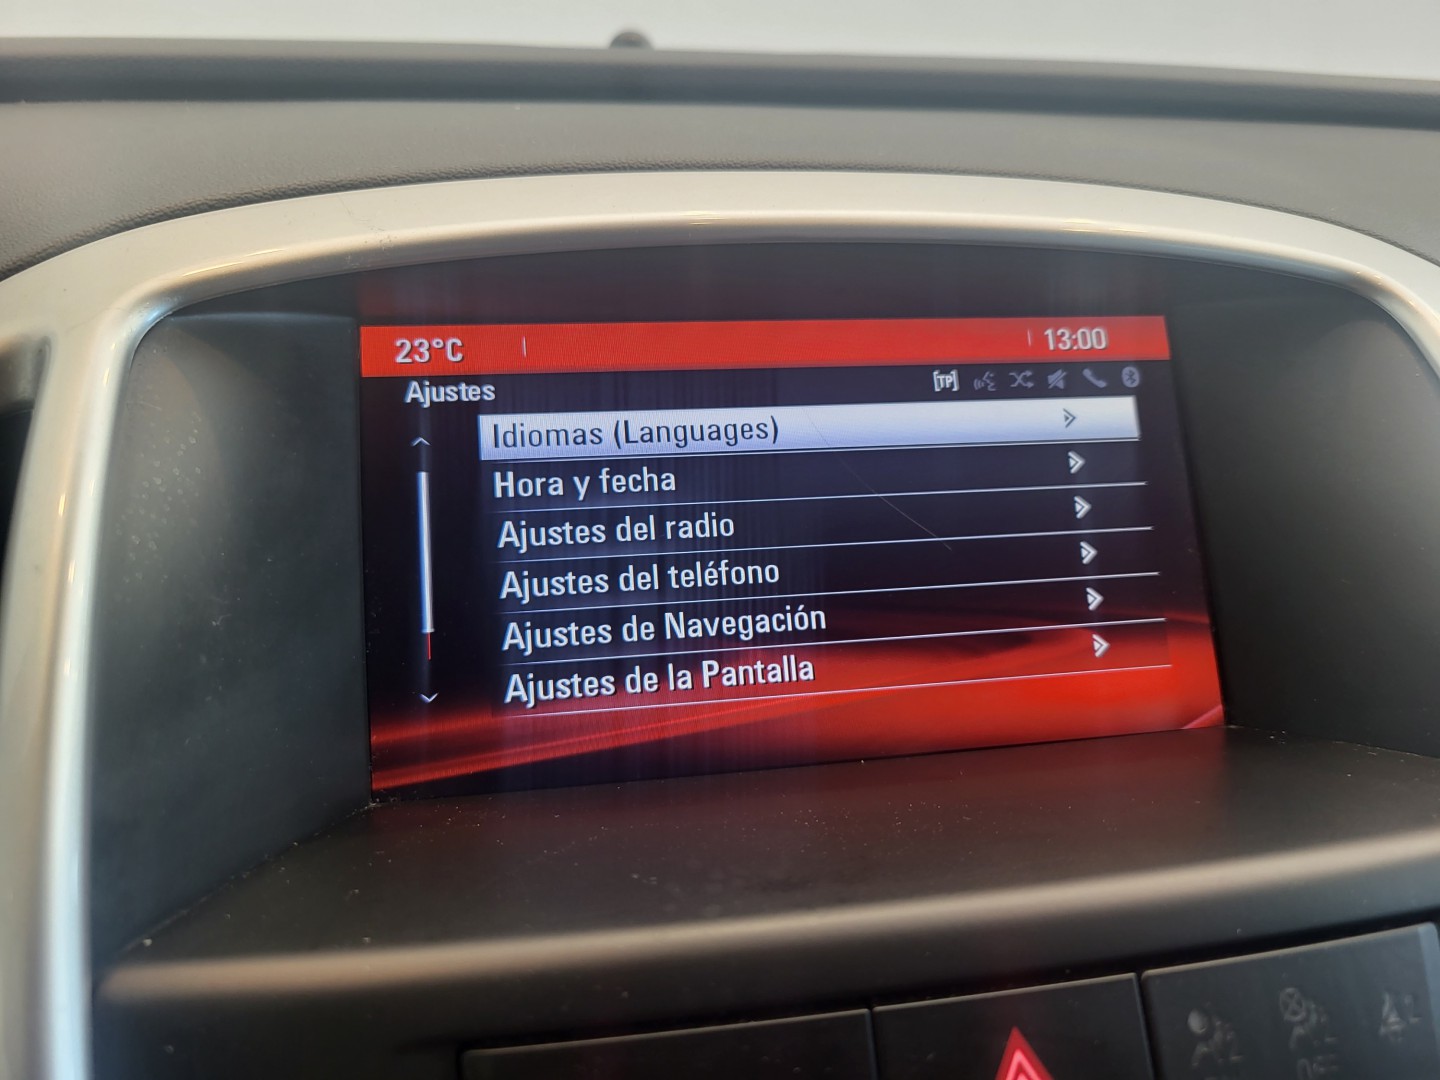 23°C 13:00
Ajustes [TP]
Idiomas (Languages)
Hora y fecha
Ajustes del radio
Ajustes del teléfono
Ajustes de Navegación
Ajustes de la Pantalla